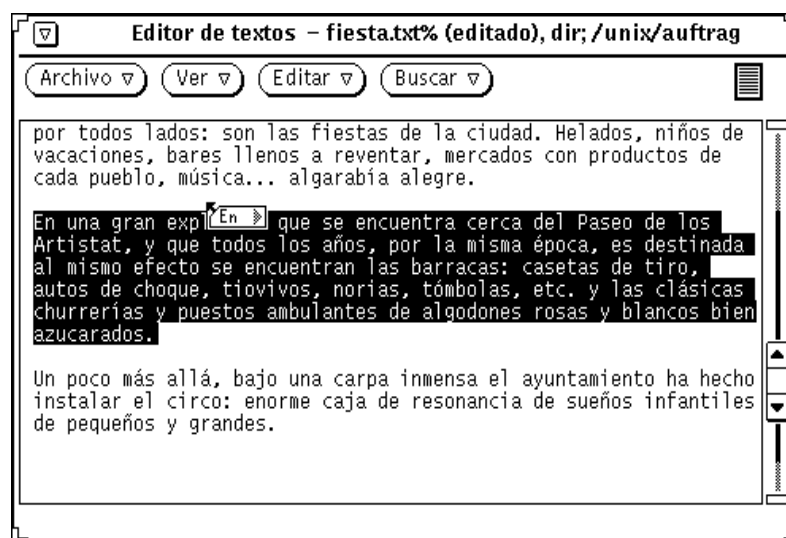 Editor de textos – fiesta.txt% (editado), dir; /unix/auftrag
Archivo Ver Editar Buscar
por todos lados: son las fiestas de la ciudad. Helados, niños de
vacaciones, bares llenos a reventar, mercados con productos de
cada pueblo, música... algarabía alegre.
En una gran expl En que se encuentra cerca del Paseo de los
Artistat, y que todos los años, por la misma época, es destinada
al mismo efecto se encuentran las barracas: casetas de tiro,
autos de choque, tiovivos, norias, tómbolas, etc. y las clásicas
churrerías y puestos ambulantes de algodones rosas y blancos bien
azucarados.
Un poco más allá, bajo una carpa inmensa el ayuntamiento ha hecho
instalar el circo: enorme caja de resonancia de sueños infantiles
de pequeños y grandes.